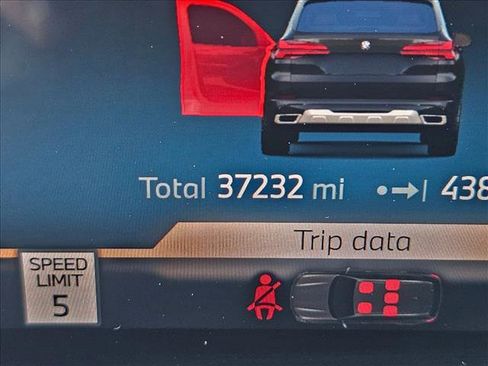 Total 37232 mi 438
Trip data
SPEED
LIMIT
5